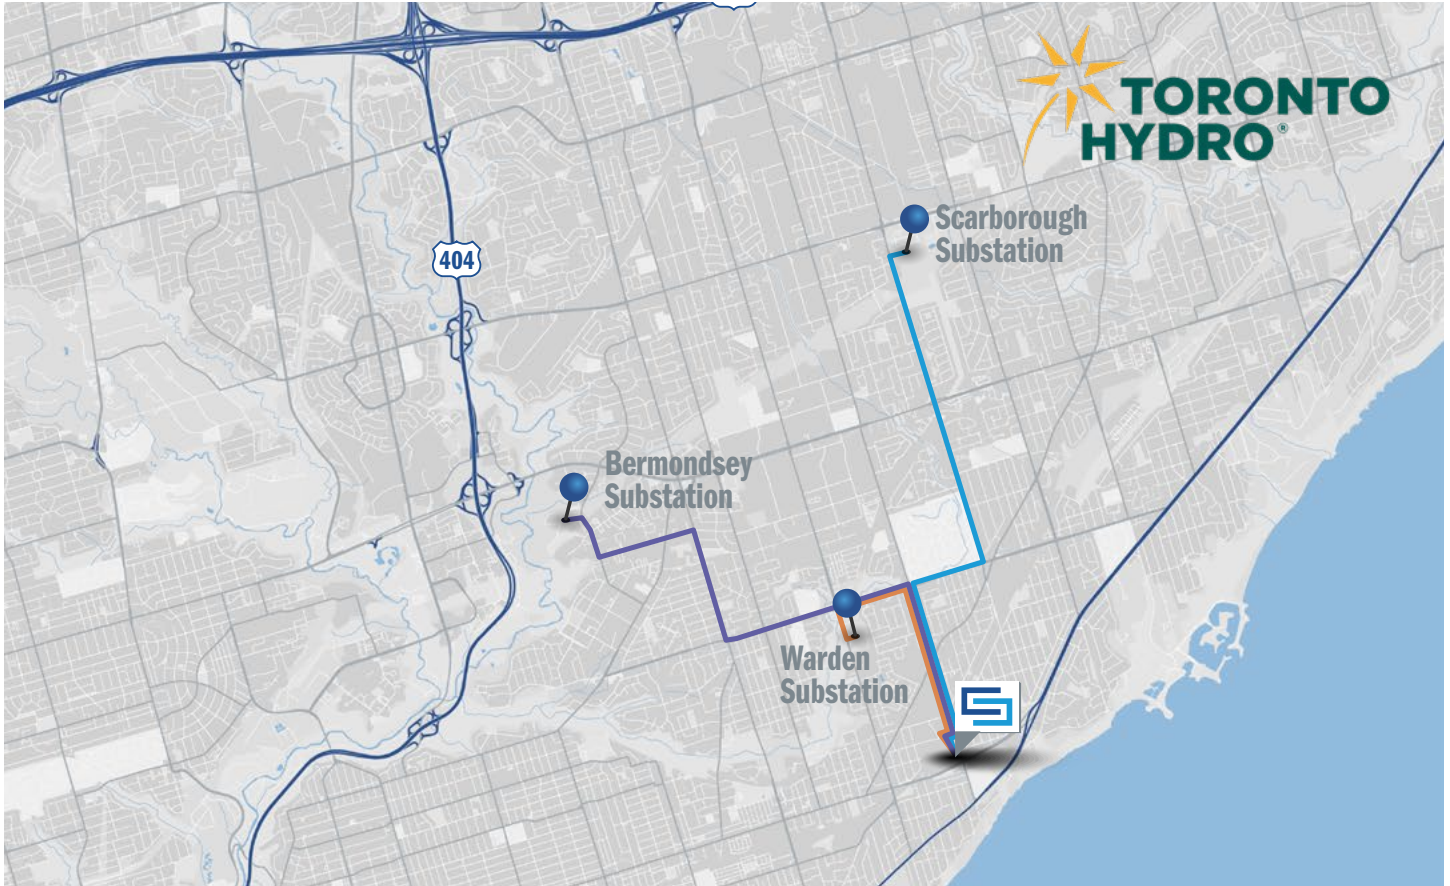 TORONTO
HYDRO®
Scarborough
Substation
404
Bermondsey
Substation
Warden
Substation